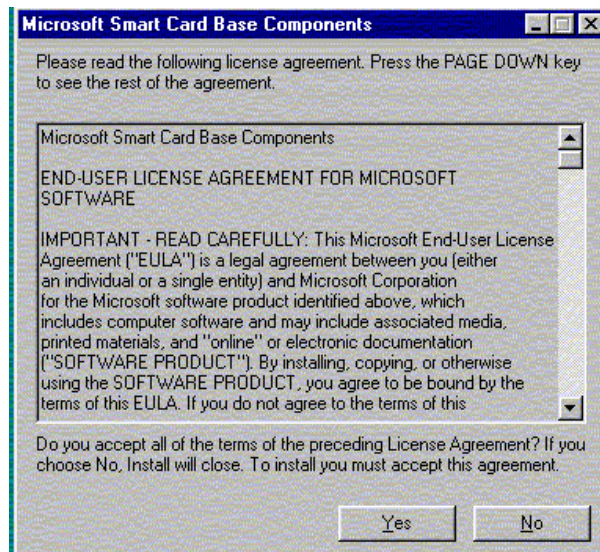 Microsoft Smart Card Base Components
Please read the following license agreement. Press the PAGE DOWN key
to see the rest of the agreement.
Microsoft Smart Card Base Components
END-USER LICENSE AGREEMENT FOR MICROSOFT
SOFTWARE
IMPORTANT - READ CAREFULLY: This Microsoft End-User License
Agreement ("EULA") is a legal agreement between you (either
an individual or a single entity) and Microsoft Corporation
for the Microsoft software product identified above, which
includes computer software and may include associated media,
printed materials, and "online" or electronic documentation
("SOFTWARE PRODUCT"). By installing, copying, or otherwise
using the SOFTWARE PRODUCT, you agree to be bound by the
terms of this EULA. If you do not agree to the terms of this
Do you accept all of the terms of the preceding License Agreement? If you
choose No, Install will close. To install you must accept this agreement.
Yes No